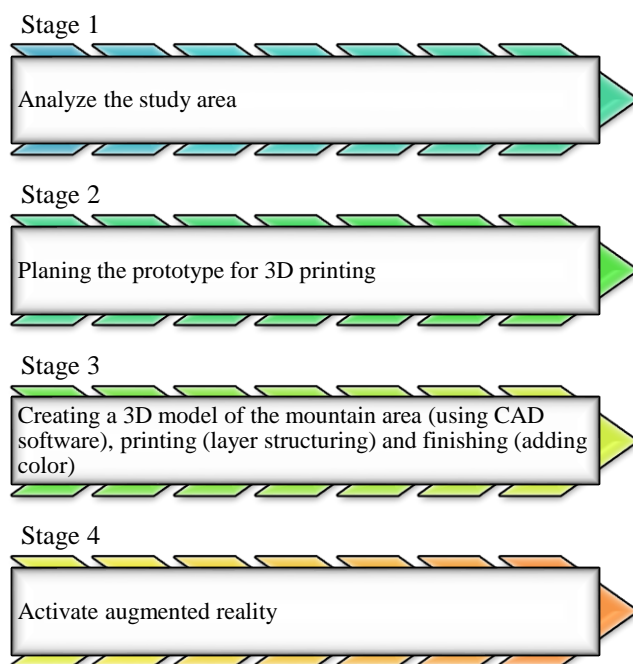 Stage 1
Analyze the study area
Stage 2
Planing the prototype for 3D printing
Stage 3
Creating a 3D model of the mountain area (using CAD
software), printing (layer structuring) and finishing (adding
color)
Stage 4
Activate augmented reality